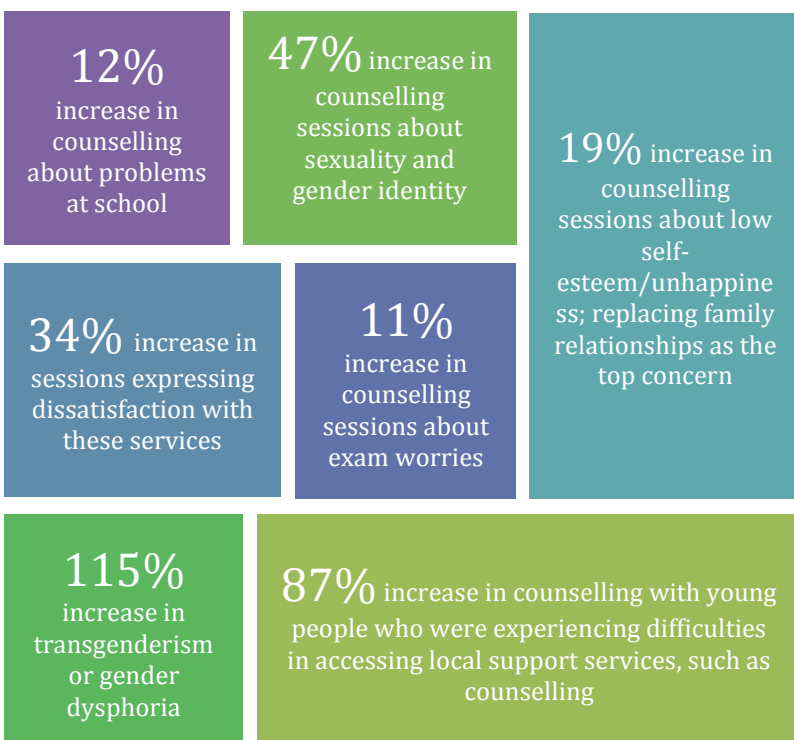 12%
increase in
counselling
about problems
at school
47% increase in
counselling
sessions about
sexuality and
gender identity
19% increase in
counselling
sessions about low
self-
esteem/unhappine
ss; replacing family
relationships as the
top concern
34% increase in
sessions expressing
dissatisfaction with
these services
11%
increase in
counselling
sessions about
exam worries
115%
increase in
transgenderism
or gender
dysphoria
87% increase in counselling with young
people who were experiencing difficulties
in accessing local support services, such as
counselling